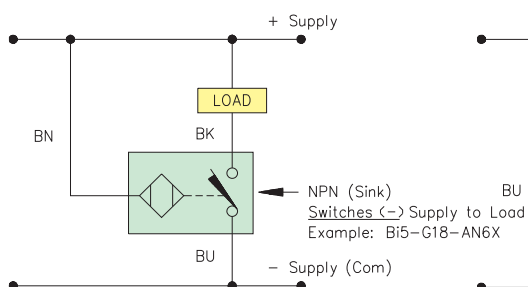 + Supply
LOAD
BN
BK
NPN (Sink)
BU
Switches (-) Supply to Load
Example: Bi5-G18-AN6X
BU
- Supply (Com)